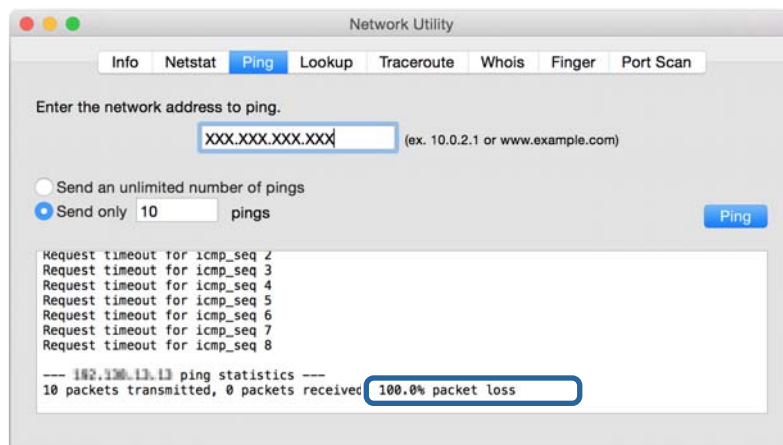 Network Utility
Info Netstat Ping Lookup Traceroute Whois Finger Port Scan
Enter the network address to ping.
XXX.XXX.XXX.XXX (ex. 10.0.2.1 or www.example.com)
Send an unlimited number of pings
Send only 10 pings
Ping
Request timeout for icmp_seq 2
Request timeout for icmp_seq 3
Request timeout for icmp_seq 4
Request timeout for icmp_seq 5
Request timeout for icmp_seq 6
Request timeout for icmp_seq 7
Request timeout for icmp_seq 8
--- ping statistics ---
10 packets transmitted, 0 packets received 100.0% packet loss